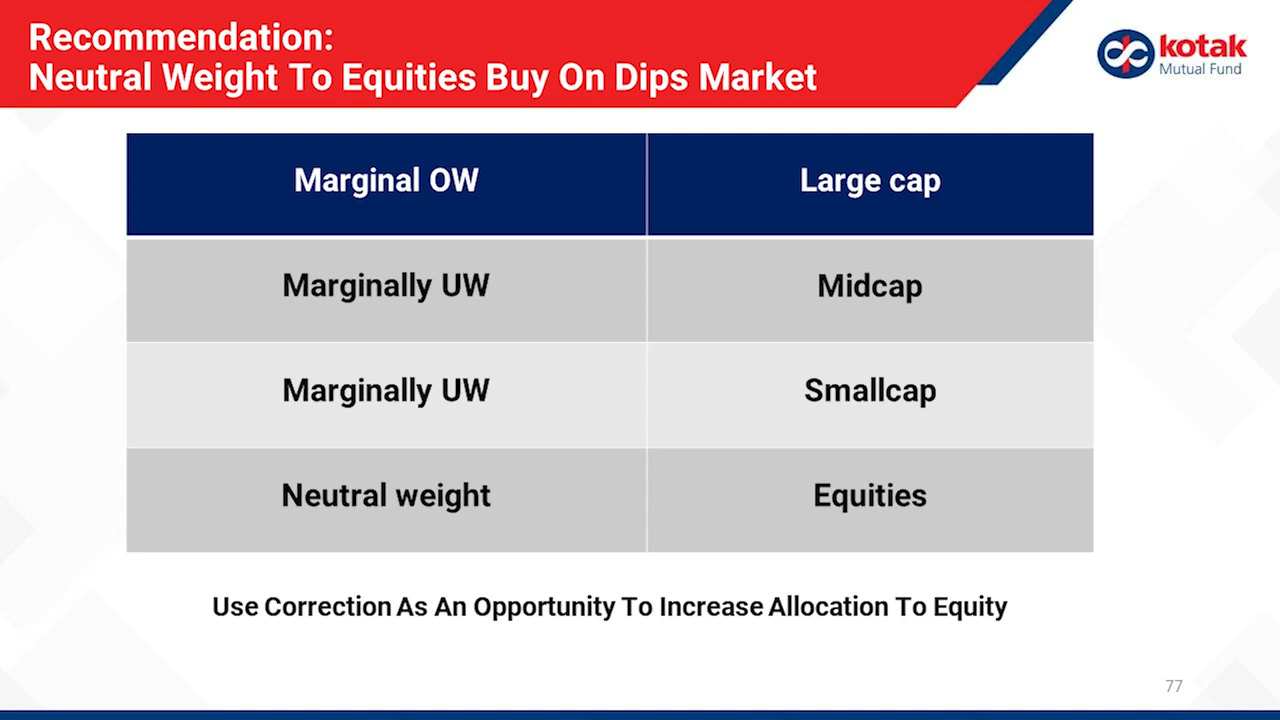 Recommendation:
Neutral Weight To Equities Buy On Dips Market
kotak
Mutual Fund
Marginal OW
Large cap
Marginally UW
Midcap
Marginally UW
Smallcap
Neutral weight
Equities
Use Correction As An Opportunity To Increase Allocation To Equity
77